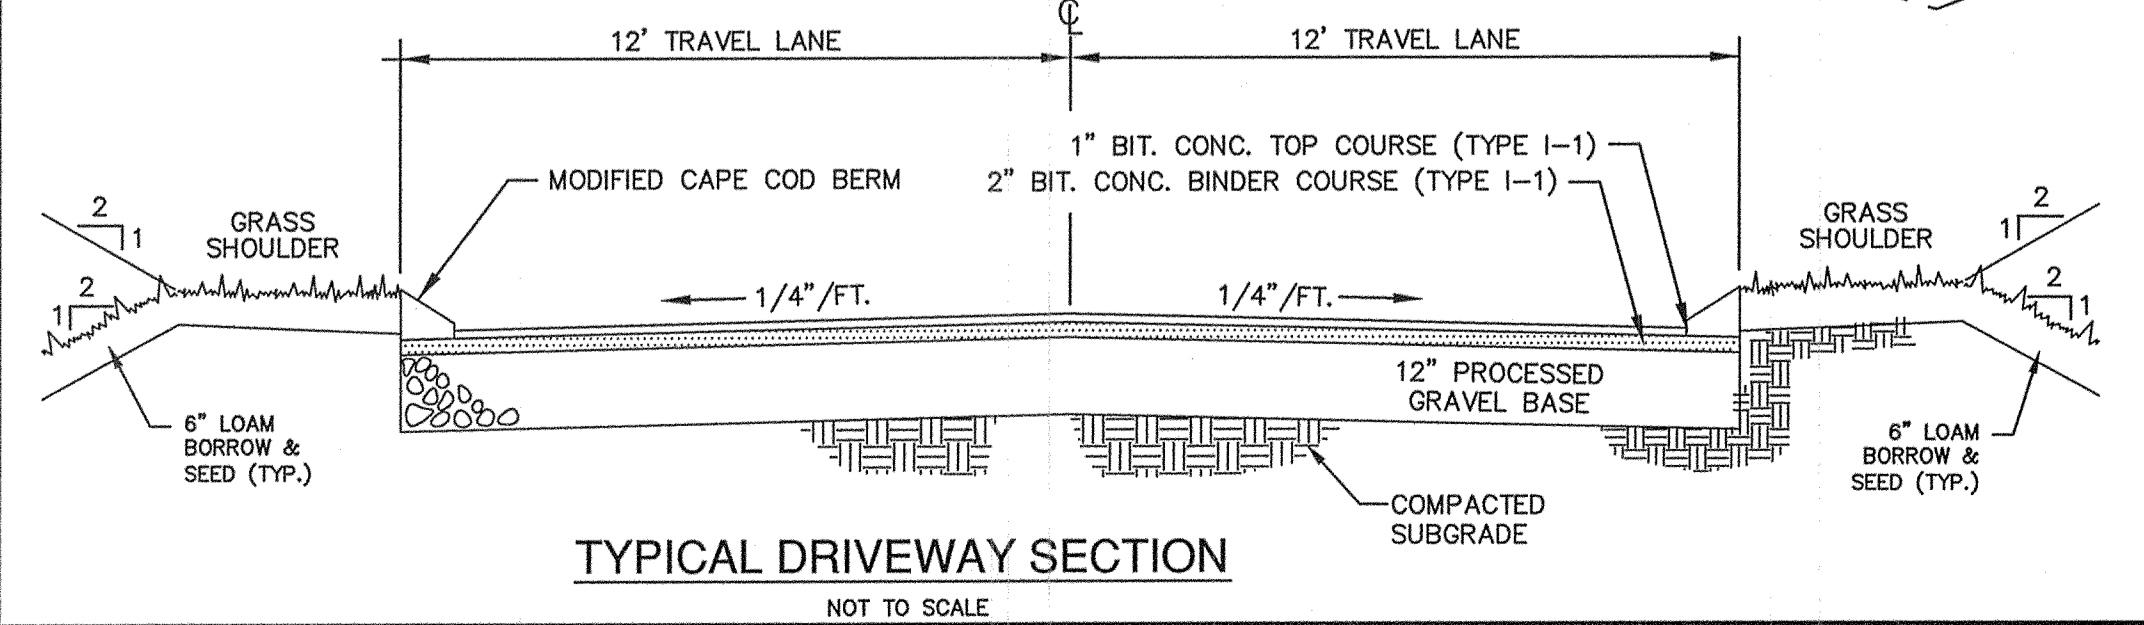 ℄
12' TRAVEL LANE
12' TRAVEL LANE
1" BIT. CONC. TOP COURSE (TYPE I-1)
MODIFIED CAPE COD BERM
2" BIT. CONC. BINDER COURSE (TYPE I-1)
2
1
GRASS
SHOULDER
2
1
GRASS
SHOULDER
2
1
2
1
1/4"/FT.
1/4"/FT.
12" PROCESSED
GRAVEL BASE
6" LOAM
BORROW &
SEED (TYP.)
6" LOAM
BORROW &
SEED (TYP.)
COMPACTED
SUBGRADE
TYPICAL DRIVEWAY SECTION
NOT TO SCALE